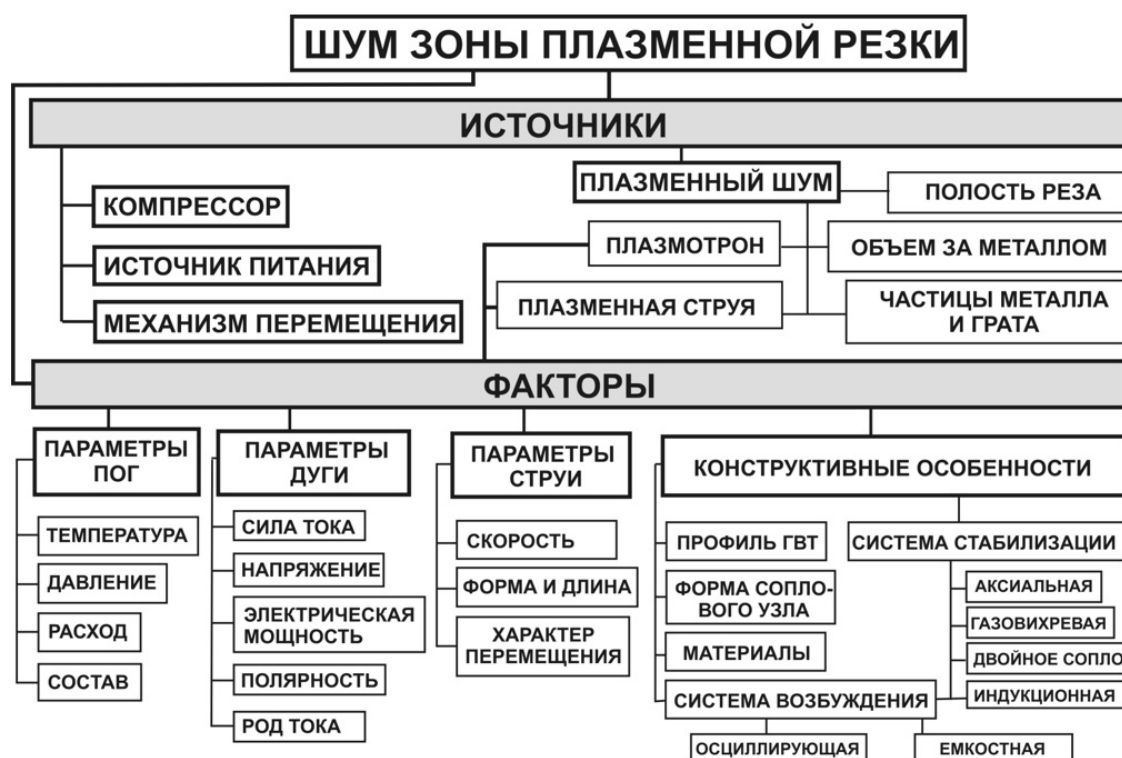 ШУМ ЗОНЫ ПЛАЗМЕННОЙ РЕЗКИ
ИСТОЧНИКИ
КОМПРЕССОР
ИСТОЧНИК ПИТАНИЯ
МЕХАНИЗМ ПЕРЕМЕЩЕНИЯ
ПЛАЗМЕННЫЙ ШУМ
ПОЛОСТЬ РЕЗА
ПЛАЗМОТРОН
ОБЪЕМ ЗА МЕТАЛЛОМ
ПЛАЗМЕННАЯ СТРУЯ
ЧАСТИЦЫ МЕТАЛЛА
И ГРАТА
ФАКТОРЫ
ПАРАМЕТРЫ
ПОГ
ТЕМПЕРАТУРА
ДАВЛЕНИЕ
РАСХОД
СОСТАВ
ПАРАМЕТРЫ
ДУГИ
СИЛА ТОКА
НАПРЯЖЕНИЕ
ЭЛЕКТРИЧЕСКАЯ
МОЩНОСТЬ
ПОЛЯРНОСТЬ
РОД ТОКА
ПАРАМЕТРЫ
СТРУИ
СКОРОСТЬ
ФОРМА И ДЛИНА
ХАРАКТЕР
ПЕРЕМЕЩЕНИЯ
КОНСТРУКТИВНЫЕ ОСОБЕННОСТИ
ПРОФИЛЬ ГВТ
ФОРМА СОПЛО-
ВОГО УЗЛА
МАТЕРИАЛЫ
СИСТЕМА ВОЗБУЖДЕНИЯ
ОСЦИЛЛИРУЮЩАЯ
ЕМКОСТНАЯ
СИСТЕМА СТАБИЛИЗАЦИИ
АКСИАЛЬНАЯ
ГАЗОВИХРЕВАЯ
ДВОЙНОЕ СОПЛО
ИНДУКЦИОННАЯ